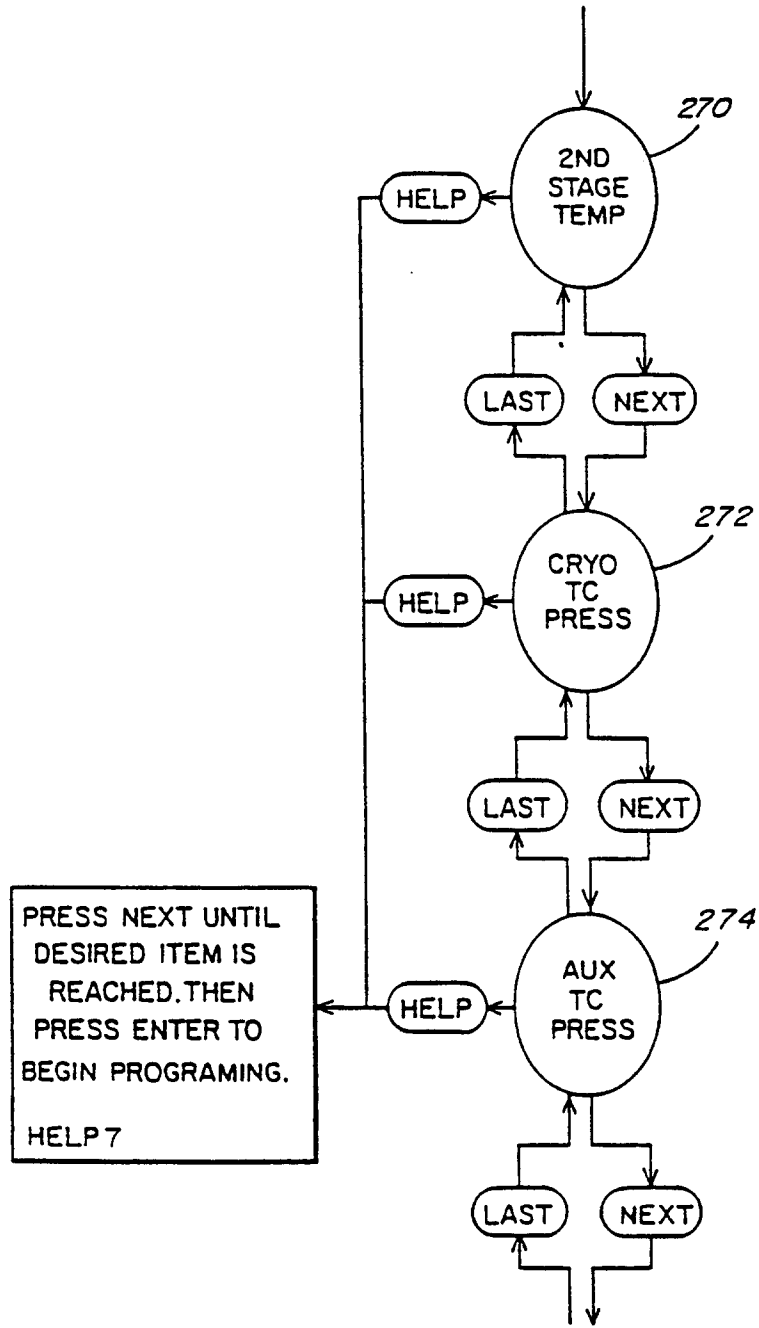 270
2ND
STAGE
TEMP
HELP
LAST
NEXT
272
CRYO
TC
PRESS
HELP
LAST
NEXT
274
AUX
TC
PRESS
HELP
PRESS NEXT UNTIL
DESIRED ITEM IS
REACHED. THEN
PRESS ENTER TO
BEGIN PROGRAMING.
HELP 7
LAST
NEXT